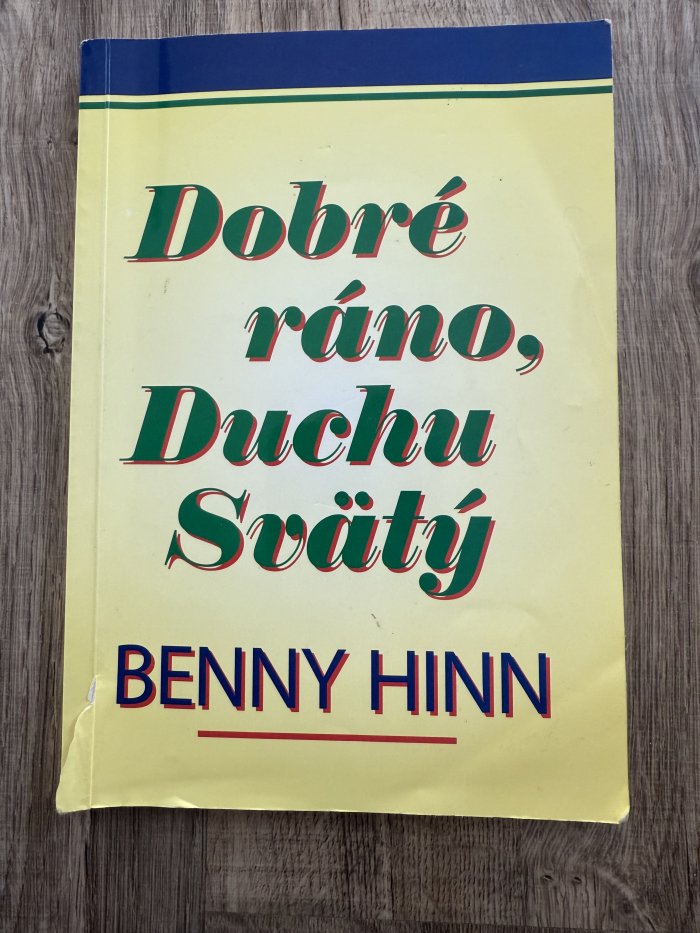 Dobré
ráno,
Duchu
Svätý
BENNY HINN